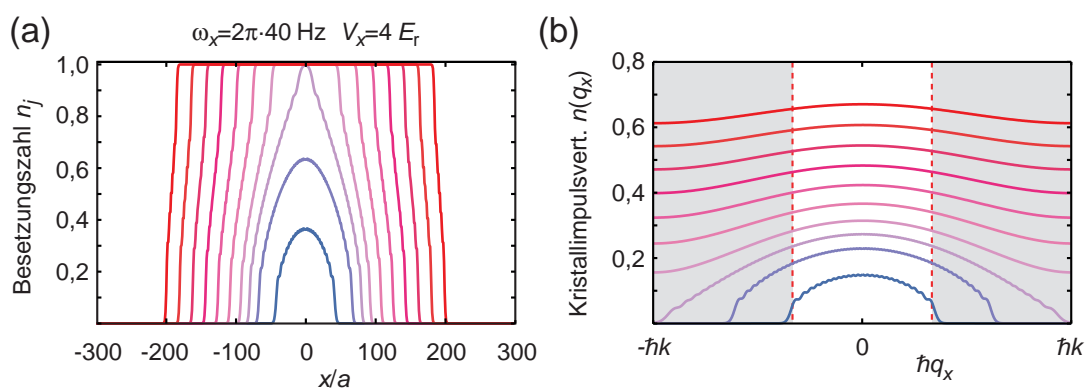 (a) ωx=2π·40 Hz Vx=4 Er
Besetzungszahl nj
1,0
0,8
0,6
0,4
0,2
-300 -200 -100 0 100 200 300
x/a
(b)
Kristallimpulsvert. n(qx)
0,8
0,6
0,4
0,2
-ħk 0 ħk
ħqx